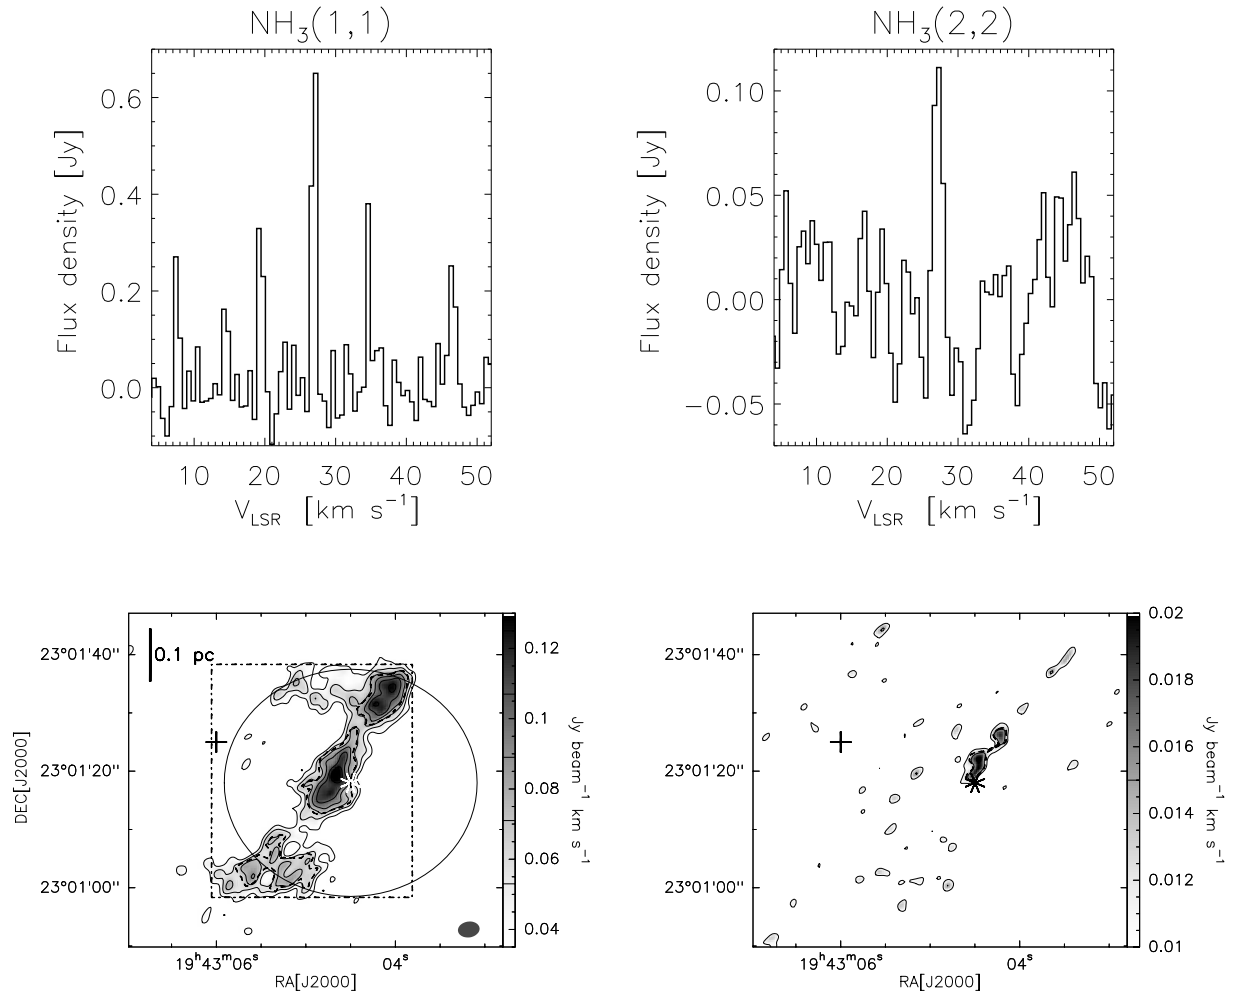 NH₃(1,1)
Flux density [Jy]
0.6
0.4
0.2
0.0
10 20 30 40 50
V_LSR [km s⁻¹]
NH₃(2,2)
Flux density [Jy]
0.10
0.05
0.00
−0.05
10 20 30 40 50
V_LSR [km s⁻¹]
0.1 pc
DEC[J2000]
23°01'40"
23°01'20"
23°01'00"
19ʰ43ᵐ06ˢ 04ˢ
RA[J2000]
0.12
0.1
0.08
0.06
0.04
Jy beam⁻¹ km s⁻¹
23°01'40"
23°01'20"
23°01'00"
19ʰ43ᵐ06ˢ 04ˢ
RA[J2000]
0.02
0.018
0.016
0.014
0.012
0.01
Jy beam⁻¹ km s⁻¹